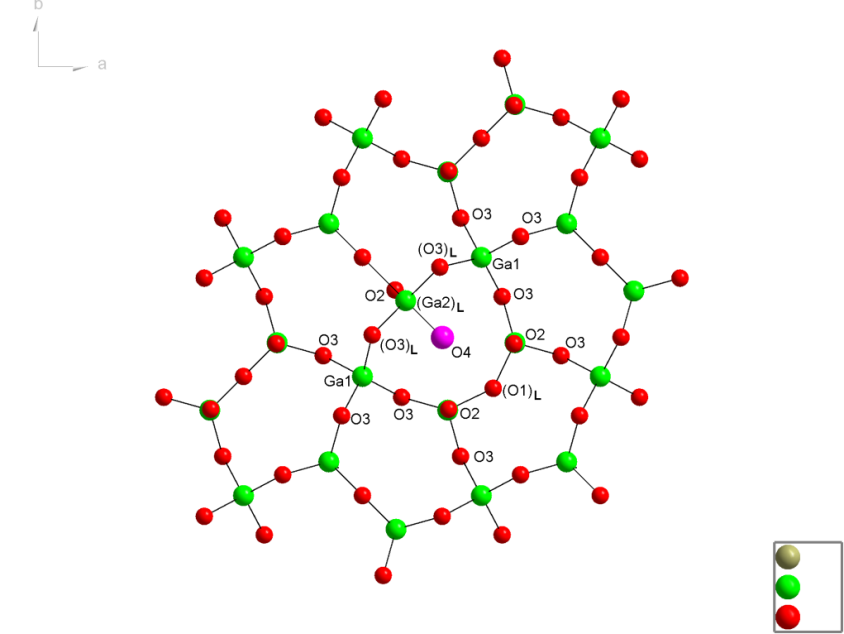 b
a
O3
O3
(O3)L
Ga1
O2
(Ga2)L
O3
O3
(O3)L
O4
O2
O3
Ga1
(O1)L
O3
O3
O2
O3